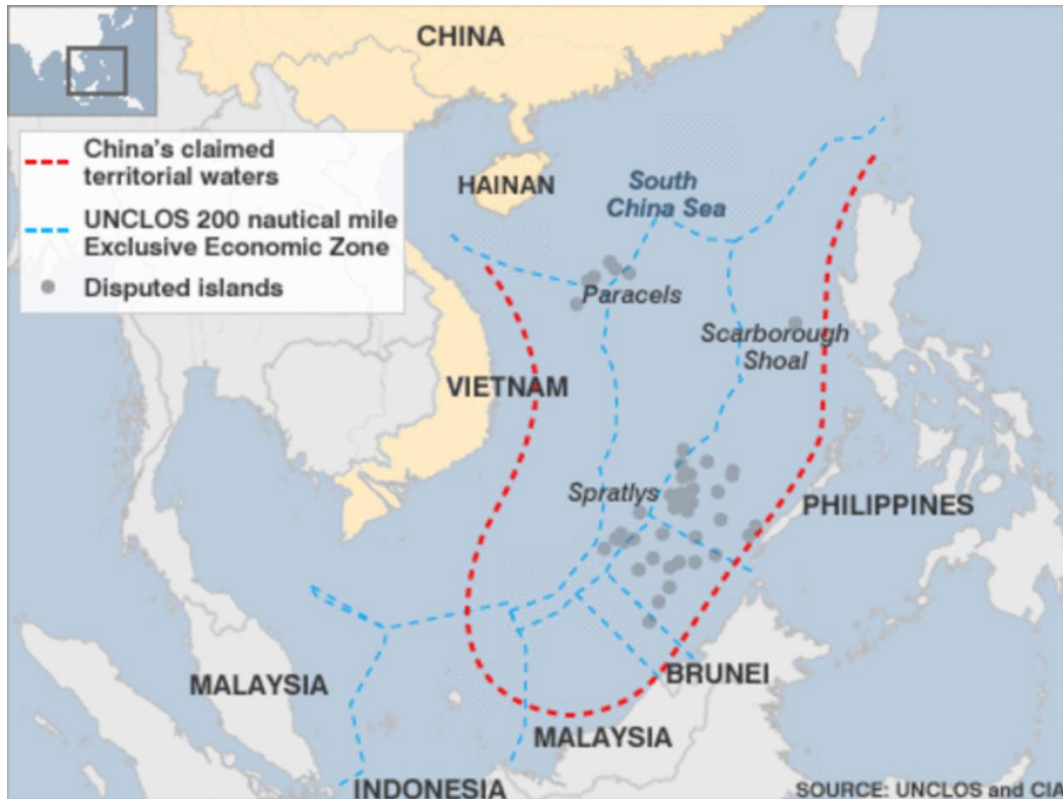 CHINA
China's claimed
territorial waters
UNCLOS 200 nautical mile
Exclusive Economic Zone
Disputed islands
HAINAN
South
China Sea
Paracels
Scarborough
Shoal
VIETNAM
Spratlys
PHILIPPINES
MALAYSIA
BRUNEI
MALAYSIA
INDONESIA
SOURCE: UNCLOS and CIA